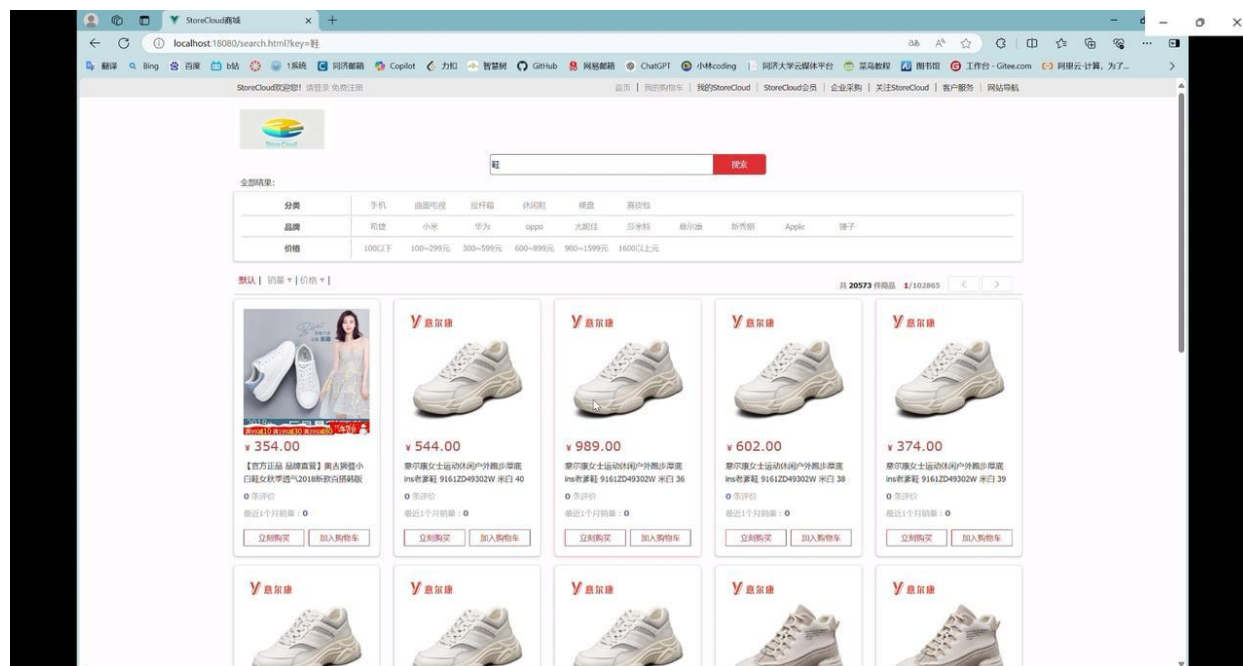 StoreCloud商城
localhost:18080/search.html?key=鞋
翻译 Bing 百度 b站 1系统 同济邮箱 Copilot 力扣 智慧树 GitHub 网易邮箱 ChatGPT 小林coding 同济大学云媒体平台 菜鸟教程 图书馆 工作台 - Gitee.com 阿里云-计算，为了...
StoreCloud欢迎您！ 请登录 免费注册 首页 | 我的购物车 | 我的StoreCloud | StoreCloud会员 | 企业采购 | 关注StoreCloud | 客户服务 | 网站导航
StoreCloud
鞋 搜索
全部结果：
分类 手机 曲面电视 拉杆箱 休闲鞋 硬盘 真皮包
品牌 希捷 小米 华为 oppo 莎米特 意尔康 新秀丽 Apple 锤子
价格 100以下 100~299元 300~599元 600~899元 900~1599元 1600以上元
默认 | 销量 | 价格 |
共 20573 件商品 1/102865
意尔康 意尔康 意尔康 意尔康
¥ 354.00 ¥ 544.00 ¥ 989.00 ¥ 602.00 ¥ 374.00
【官方正品 品牌直营】奥古狮登小 意尔康女士运动休闲户外跑步厚底 意尔康女士运动休闲户外跑步厚底 意尔康女士运动休闲户外跑步厚底 意尔康女士运动休闲户外跑步厚底
白鞋女秋季透气2018新款百搭韩版 ins老爹鞋 9161ZD49302W 米白 40 ins老爹鞋 9161ZD49302W 米白 36 ins老爹鞋 9161ZD49302W 米白 38 ins老爹鞋 9161ZD49302W 米白 39
0 条评价 0 条评价 0 条评价 0 条评价 0 条评价
最近1个月销量：0 最近1个月销量：0 最近1个月销量：0 最近1个月销量：0 最近1个月销量：0
立刻购买 加入购物车 立刻购买 加入购物车 立刻购买 加入购物车 立刻购买 加入购物车 立刻购买 加入购物车
意尔康 意尔康 意尔康 意尔康 意尔康